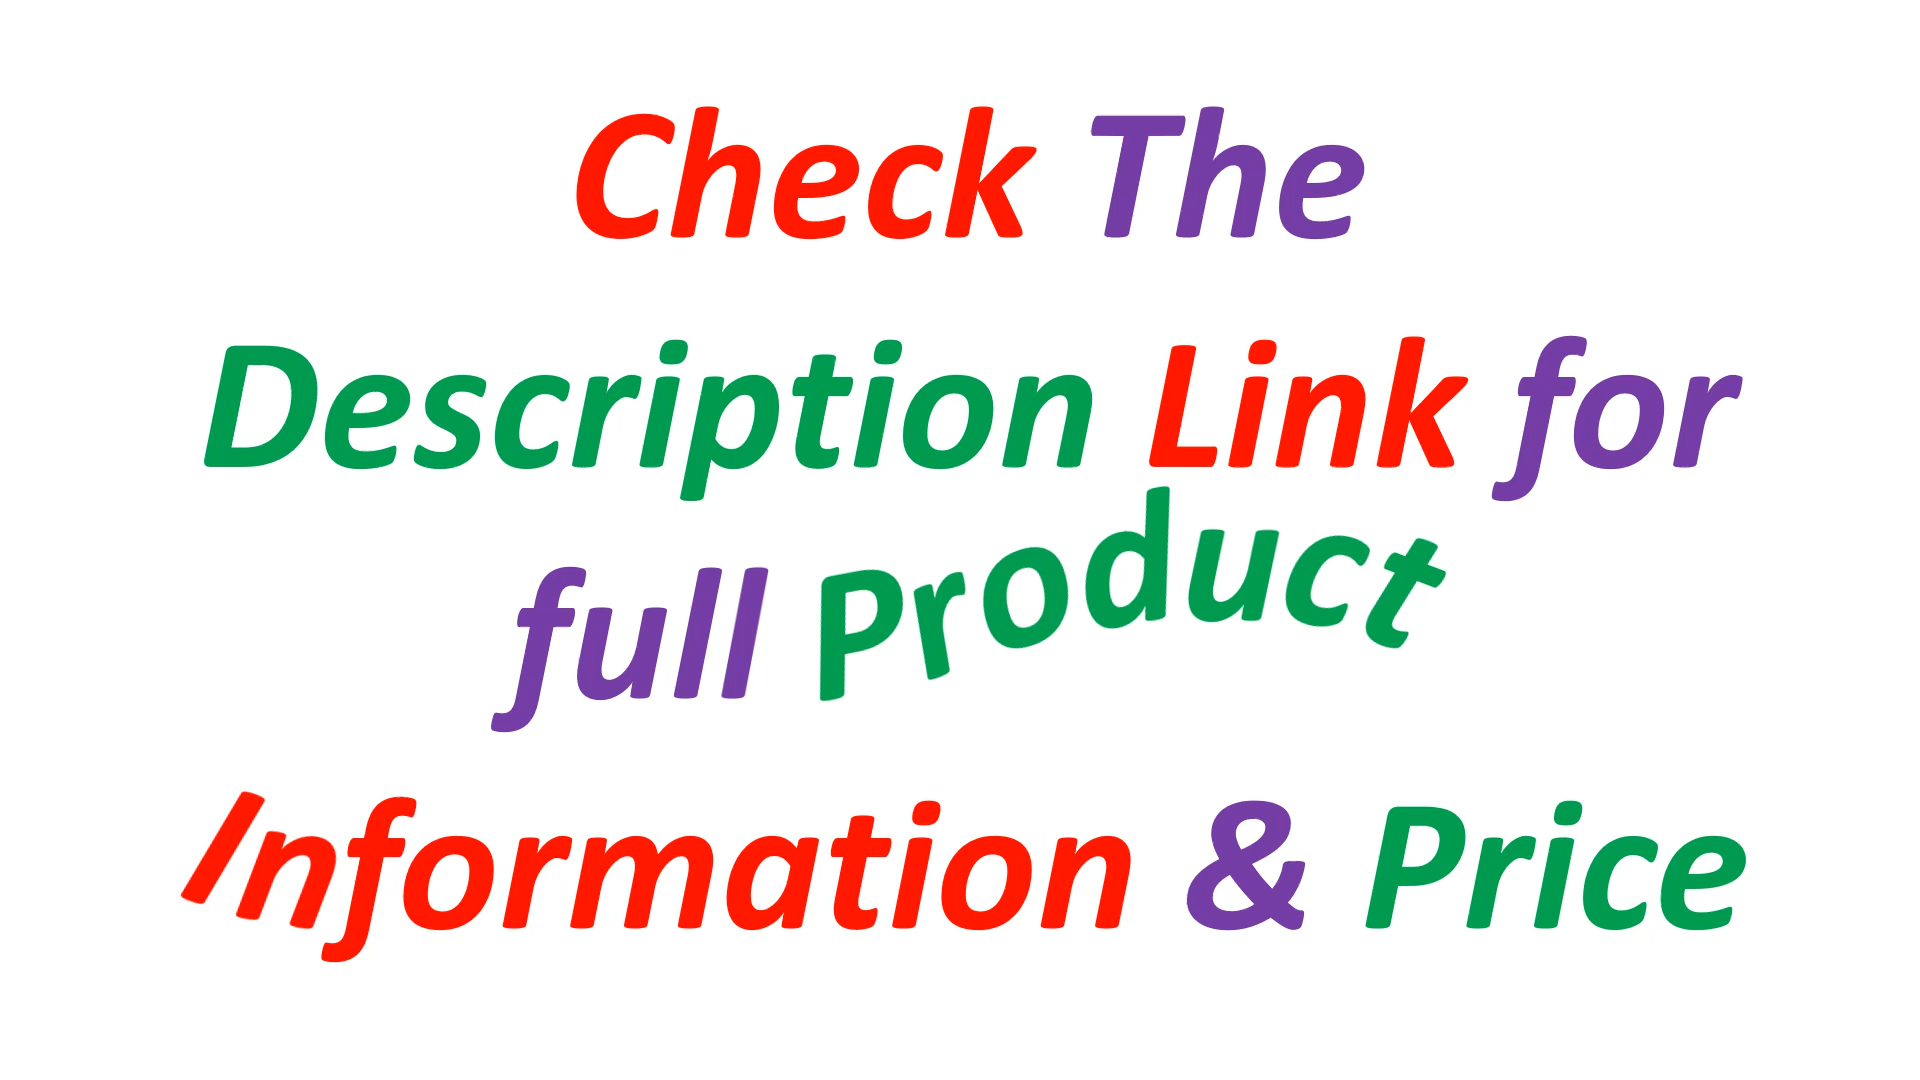 Check The
Description Link for
full Product
Information & Price